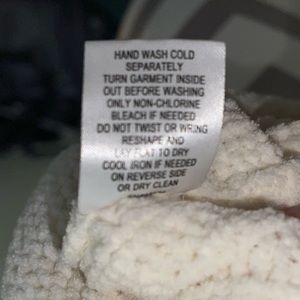 HAND WASH COLD
SEPARATELY
TURN GARMENT INSIDE
OUT BEFORE WASHING
ONLY NON-CHLORINE
BLEACH IF NEEDED
DO NOT TWIST OR WRING
RESHAPE AND
LAY FLAT TO DRY
COOL IRON IF NEEDED
ON REVERSE SIDE
OR DRY CLEAN